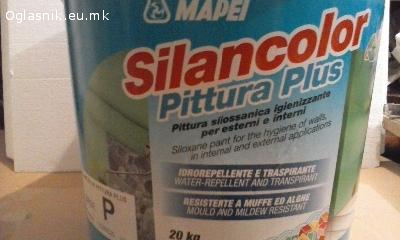 Oglasnik.eu.mk
MAPEI
Silancolor
Pittura Plus
Pittura silossanica igienizzante
per esterni e interni
Siloxane paint for the hygiene of walls,
in internal and external applications
IDROREPELLENTE E TRASPIRANTE
WATER-REPELLENT AND TRANSPIRANT
RESISTENTE A MUFFE ED ALGHE
MOULD AND MILDEW RESISTANT
P
20 kg